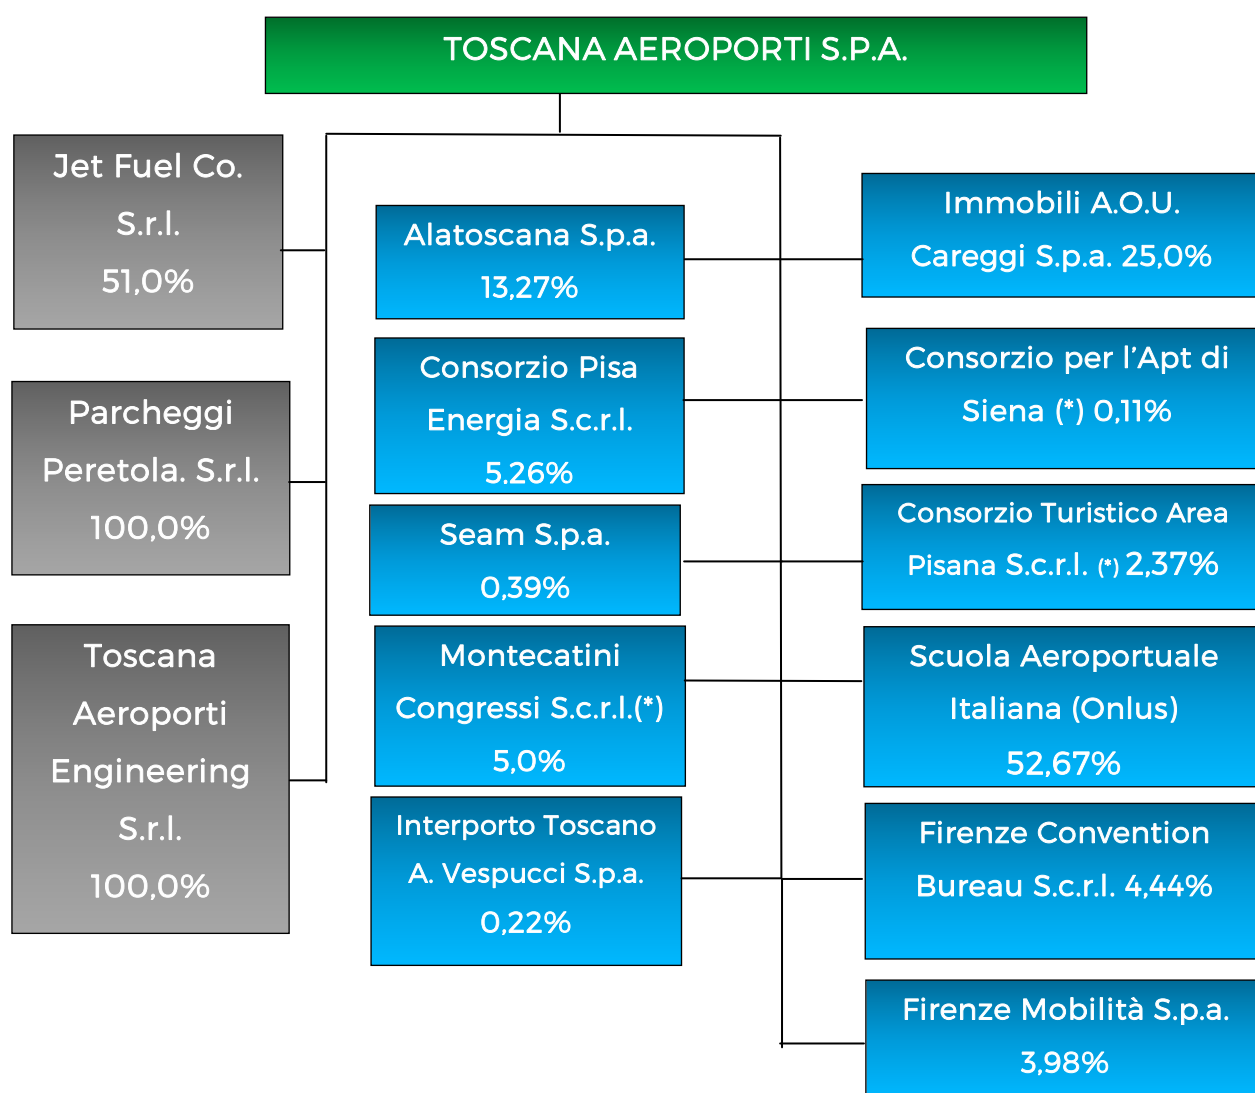 TOSCANA AEROPORTI S.P.A.
Jet Fuel Co.
S.r.l.
51,0%
Parcheggi
Peretola. S.r.l.
100,0%
Toscana
Aeroporti
Engineering
S.r.l.
100,0%
Alatoscana S.p.a.
13,27%
Consorzio Pisa
Energia S.c.r.l.
5.26%
Seam S.p.a.
0,39%
Montecatini
Congressi S.c.r.l.(*)
5,0%
Interporto Toscano
A. Vespucci S.p.a.
0,22%
Immobili A.O.U.
Careggi S.p.a. 25,0%
Consorzio per l'Apt di
Siena (*) 0,11%
Consorzio Turistico Area
Pisana S.c.r.l. (*) 2,37%
Scuola Aeroportuale
Italiana (Onlus)
52,67%
Firenze Convention
Bureau S.c.r.l. 4,44%
Firenze Mobilità S.p.a.
3,98%